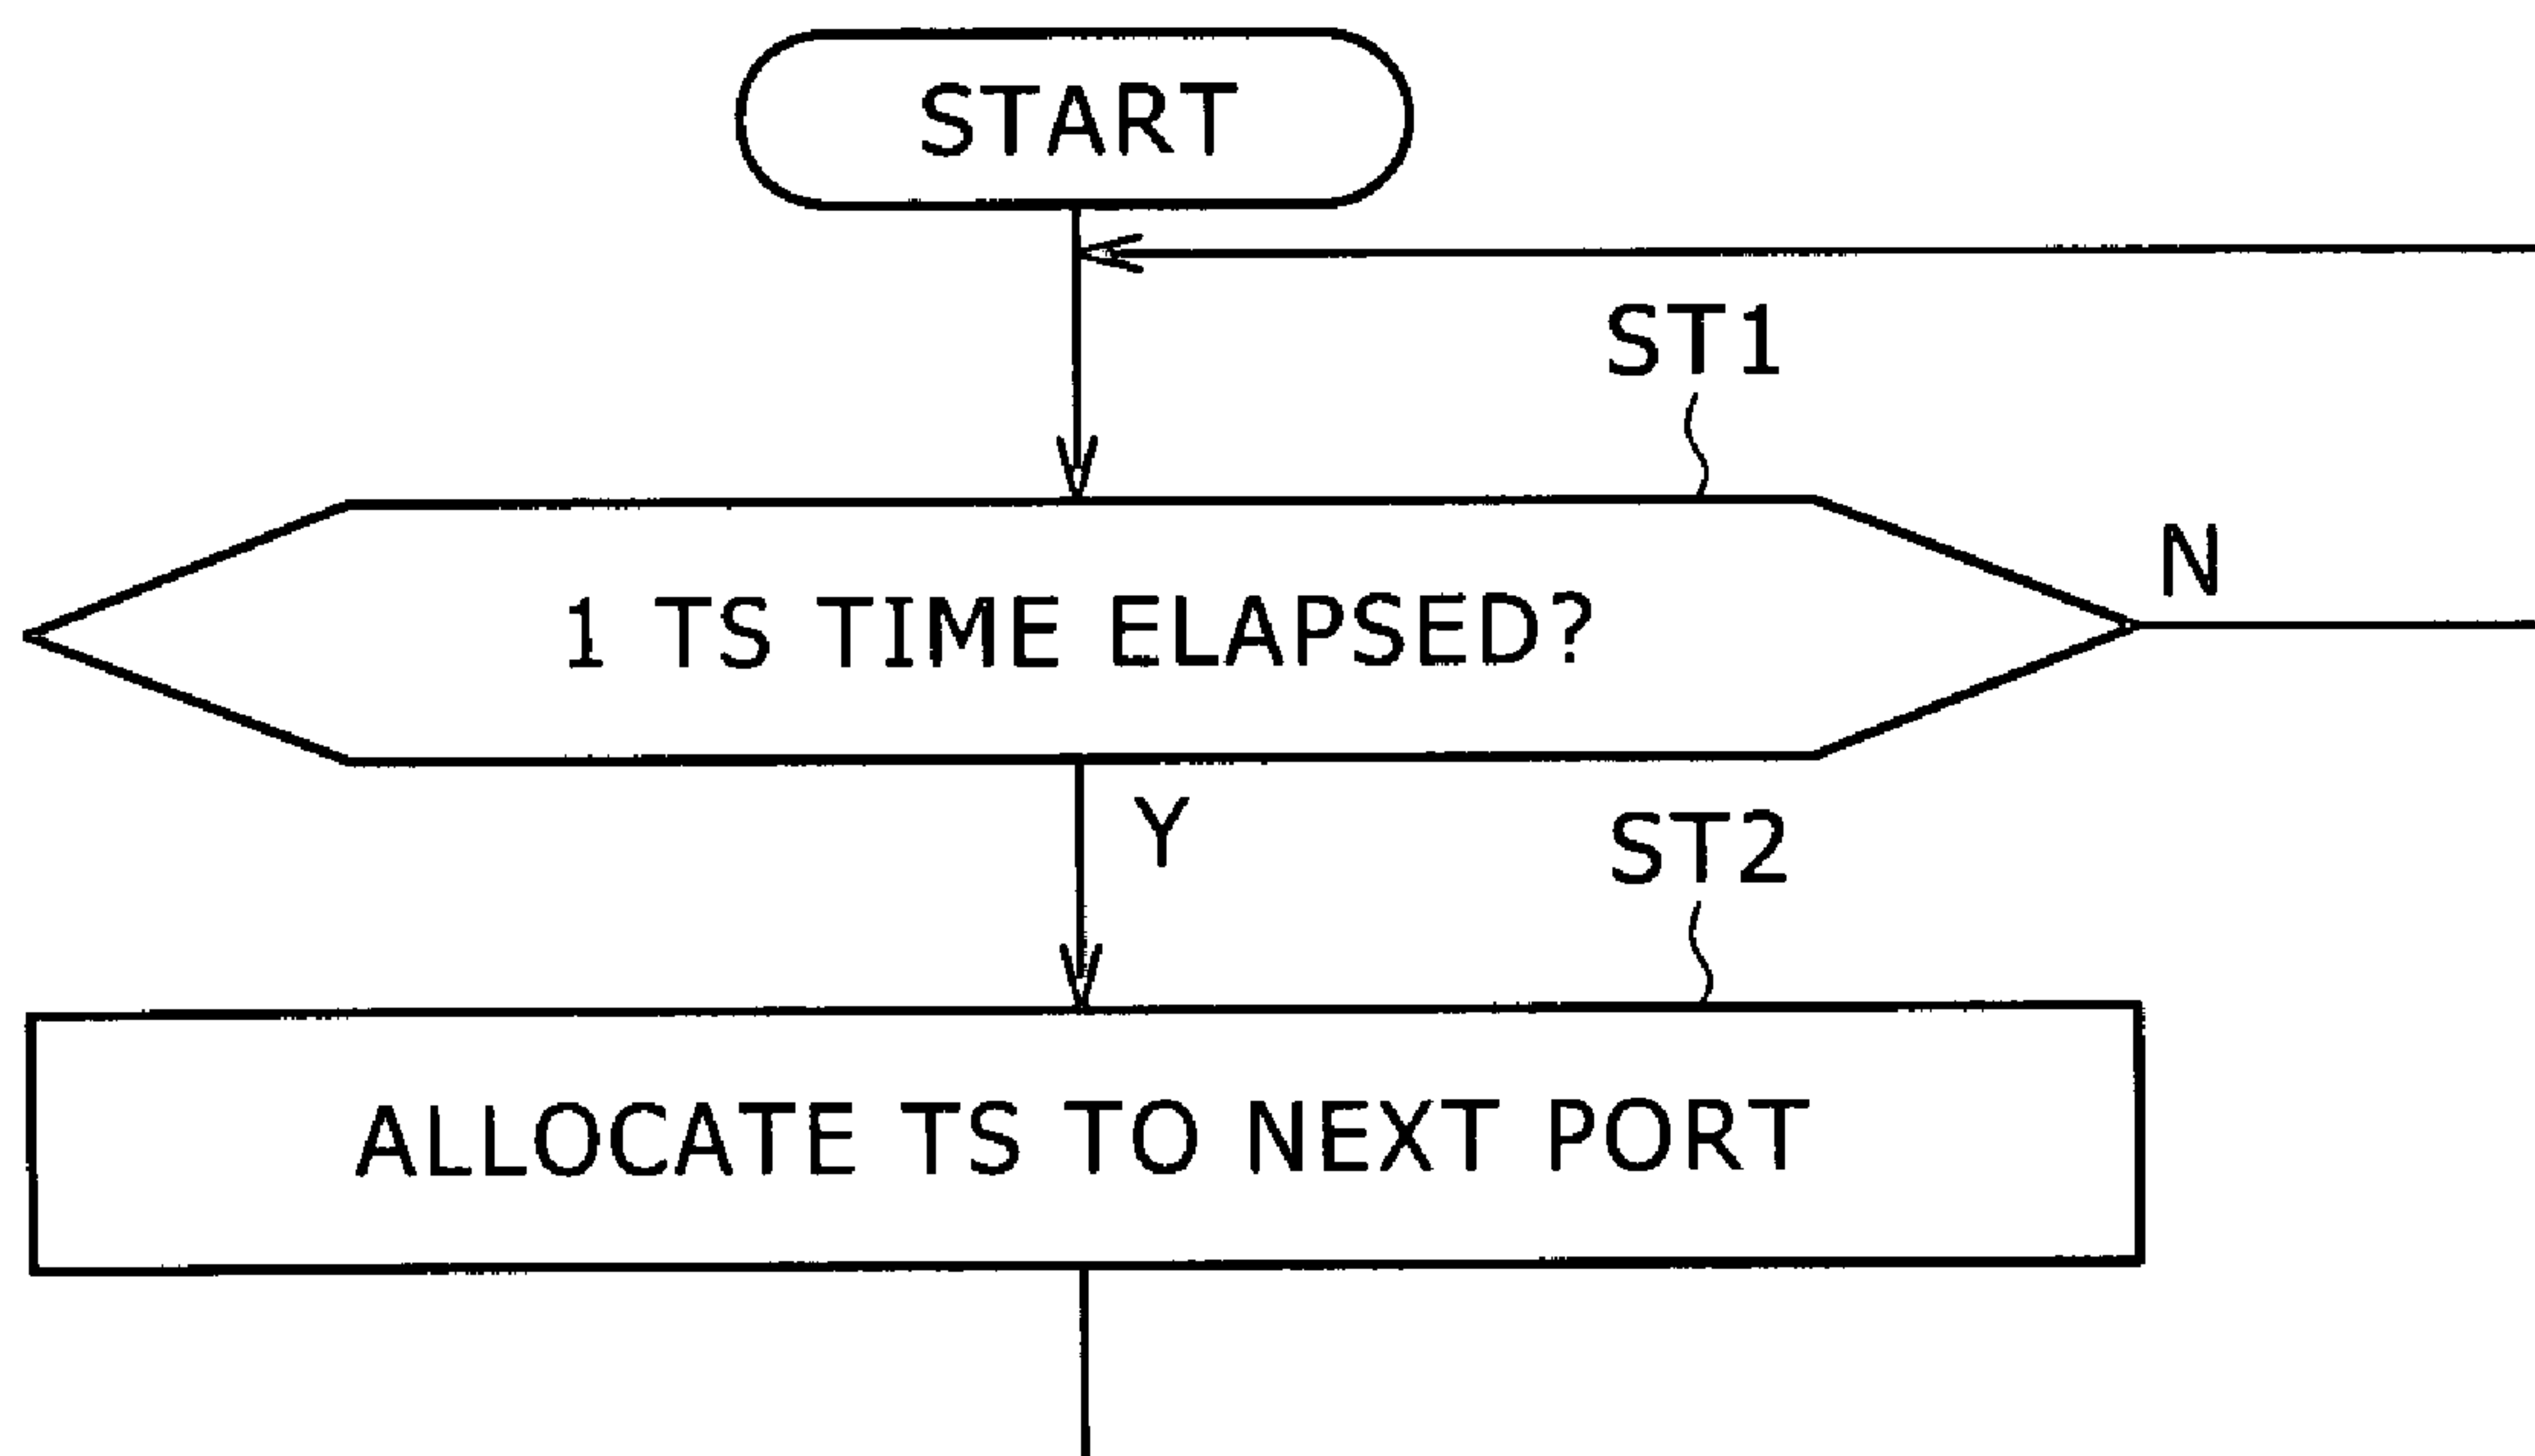 START
ST1
N
1 TS TIME ELAPSED?
Y
ST2
ALLOCATE TS TO NEXT PORT